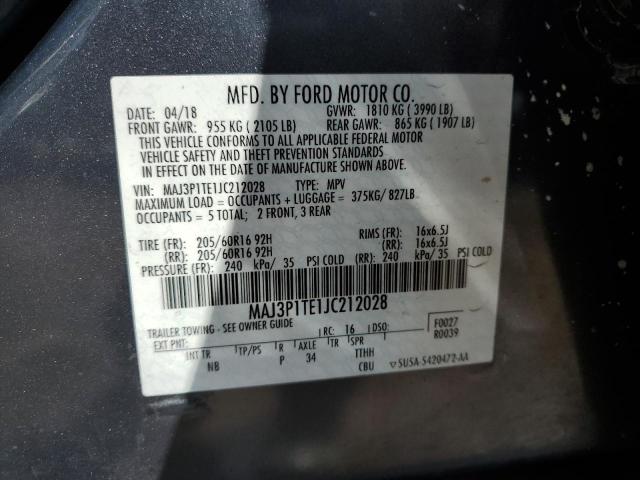 MFD. BY FORD MOTOR CO.
DATE: 04/18 GVWR: 1810 KG ( 3990 LB)
FRONT GAWR: 955 KG ( 2105 LB) REAR GAWR: 865 KG ( 1907 LB)
THIS VEHICLE CONFORMS TO ALL APPLICABLE FEDERAL MOTOR
VEHICLE SAFETY AND THEFT PREVENTION STANDARDS
IN EFFECT ON THE DATE OF MANUFACTURE SHOWN ABOVE.
VIN: MAJ3P1TE1JC212028 TYPE: MPV
MAXIMUM LOAD = OCCUPANTS + LUGGAGE = 375KG/ 827LB
OCCUPANTS = 5 TOTAL; 2 FRONT, 3 REAR
TIRE (FR): 205/60R16 92H RIMS (FR): 16x6.5J
(RR): 205/60R16 92H (RR): 16x6.5J
PRESSURE (FR): 240 kPa/ 35 PSI COLD (RR): 240 kPa/ 35 PSI COLD
MAJ3P1TE1JC212028
TRAILER TOWING - SEE OWNER GUIDE RC: 16 DSO: F0027
EXT PNT: R0039
INT TR TP/PS R AXLE TR SPR
NB P 34 TTHH
CBU 5U5A-5420472-AA